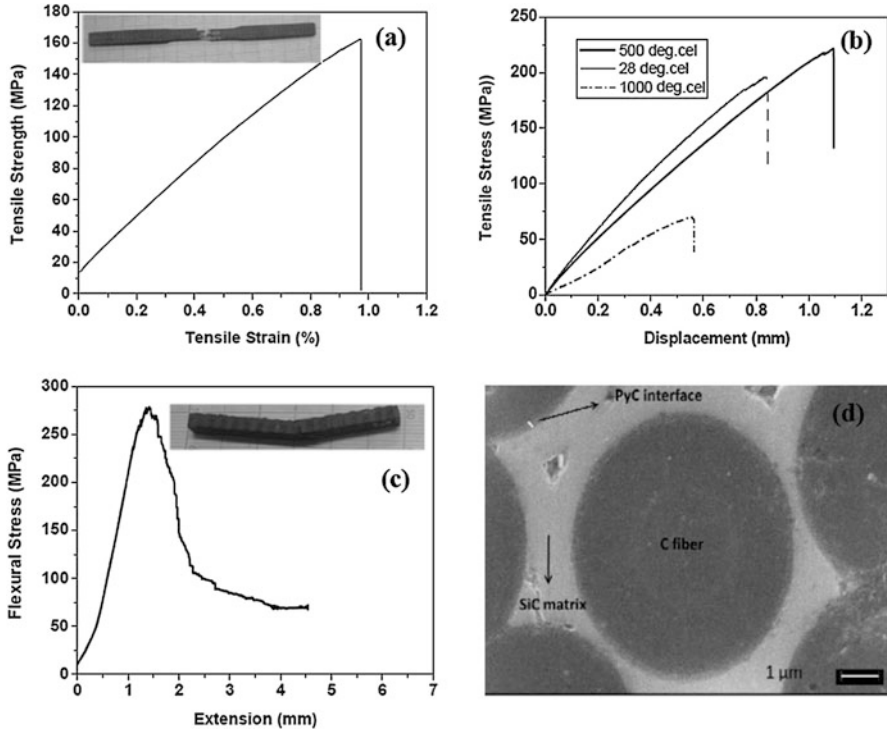 (a)
Tensile Strength (MPa)
180
160
140
120
100
80
60
40
20
0
0.0 0.2 0.4 0.6 0.8 1.0 1.2
Tensile Strain (%)
(b)
Tensile Stress (MPa))
250
200
150
100
50
0
500 deg.cel
28 deg.cel
1000 deg.cel
0.0 0.2 0.4 0.6 0.8 1.0 1.2
Displacement (mm)
(c)
Flexural Stress (MPa)
300
250
200
150
100
50
0
0 1 2 3 4 5 6 7
Extension (mm)
(d)
PyC interface
C fiber
SiC matrix
1 μm